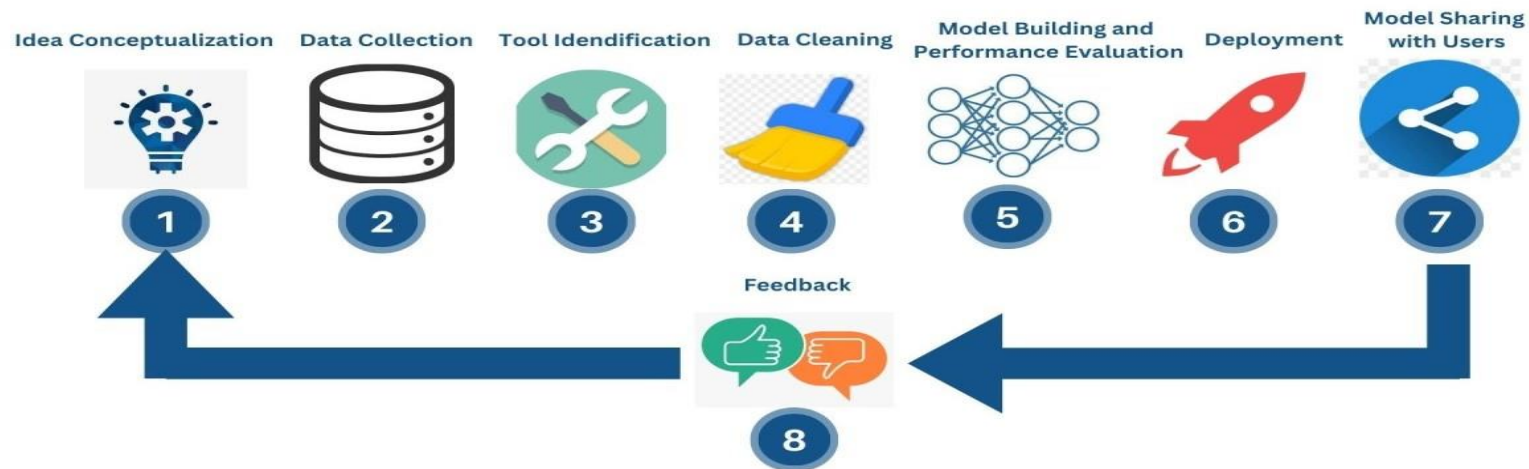 Idea Conceptualization
Data Collection
Tool Idendification
Data Cleaning
Model Building and
Performance Evaluation
Deployment
Model Sharing
with Users
1
2
3
4
5
6
7
Feedback
8